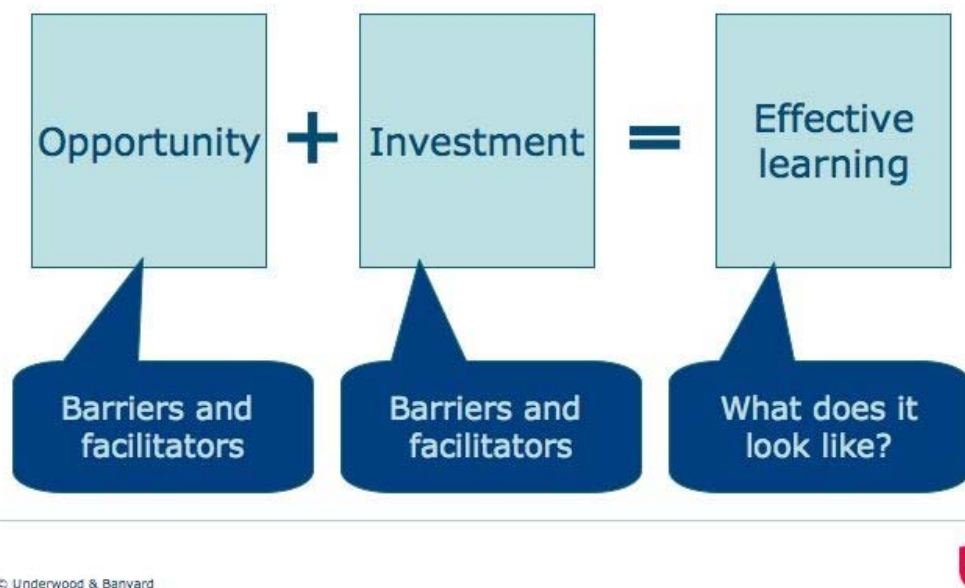 Opportunity
+
Investment
=
Effective
learning
Barriers and
facilitators
Barriers and
facilitators
What does it
look like?
© Underwood & Banyard